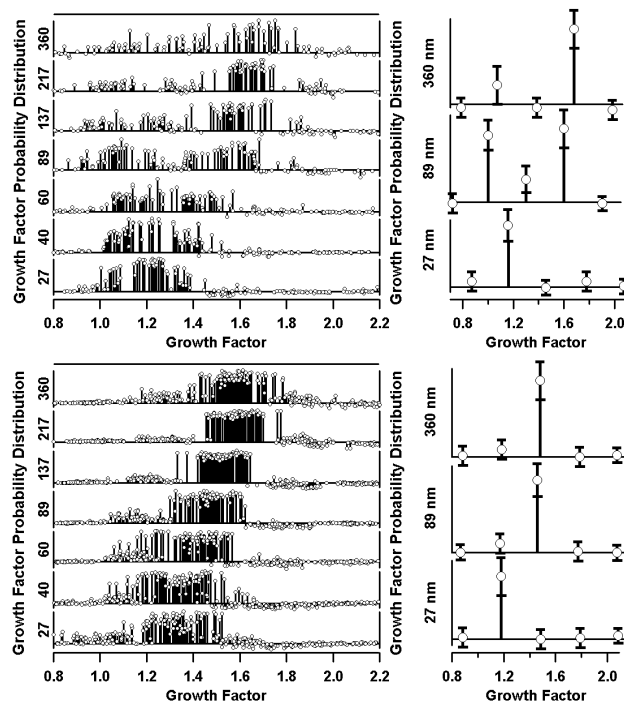 Growth Factor Probability Distribution
360
217
137
89
60
40
27
0.8 1.0 1.2 1.4 1.6 1.8 2.0 2.2
Growth Factor
Growth Factor Probability Distribution
360 nm
89 nm
27 nm
0.8 1.2 1.6 2.0
Growth Factor
Growth Factor Probability Distribution
360
217
137
89
60
40
27
0.8 1.0 1.2 1.4 1.6 1.8 2.0 2.2
Growth Factor
Growth Factor Probability Distribution
360 nm
89 nm
27 nm
0.8 1.2 1.6 2.0
Growth Factor